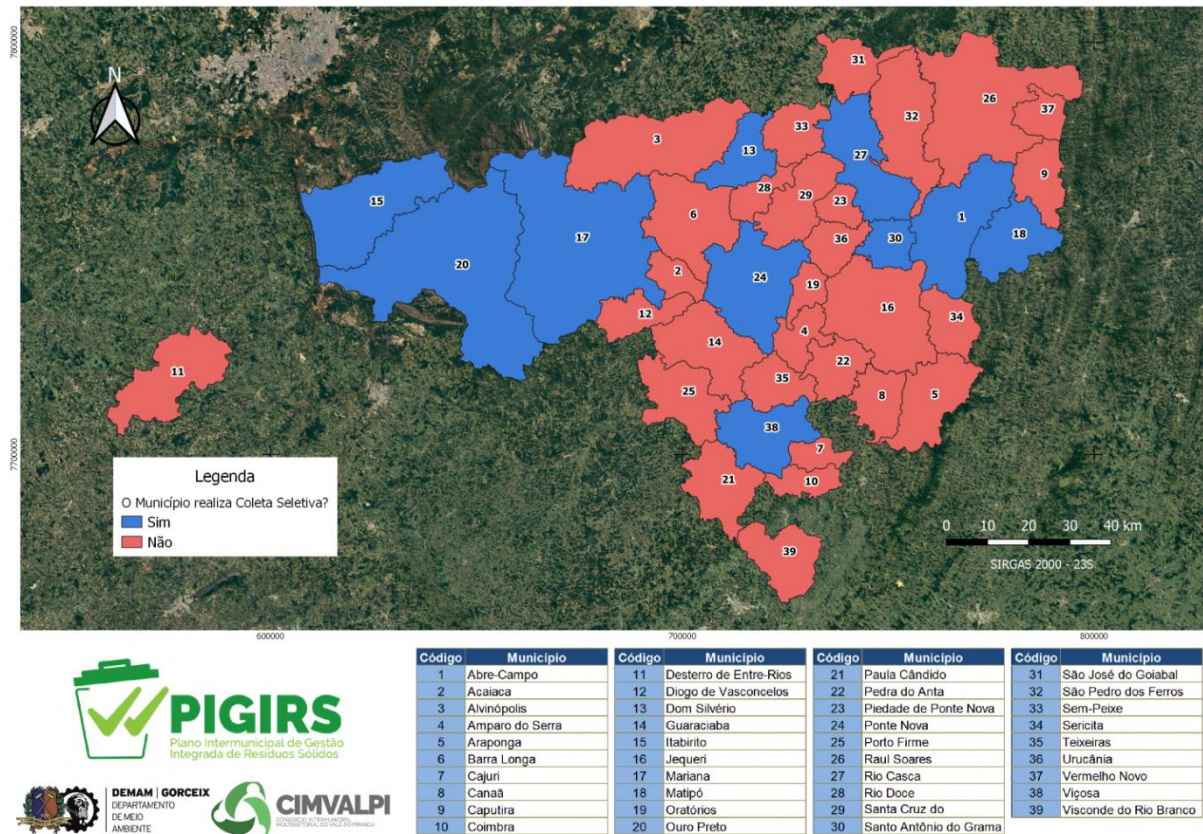 7800000
N
31
26
32
37
3
33
13
27
9
28
29
23
15
6
1
18
36
30
17
20
2
24
19
16
12
34
4
14
22
11
35
25
8
5
38
7
21
10
39
7700000
Legenda
O Município realiza Coleta Seletiva?
Sim
Não
0 10 20 30 40 km
SIRGAS 2000 - 23S
600000 700000 800000
Código Município
1 Abre-Campo
2 Acaiaca
3 Alvinópolis
4 Amparo do Serra
5 Araponga
6 Barra Longa
7 Cajuri
8 Canaã
9 Caputira
10 Coimbra
Código Município
11 Desterro de Entre-Rios
12 Diogo de Vasconcelos
13 Dom Silvério
14 Guaraciaba
15 Itabirito
16 Jequeri
17 Mariana
18 Matipó
19 Oratórios
20 Ouro Preto
Código Município
21 Paula Cândido
22 Pedra do Anta
23 Piedade de Ponte Nova
24 Ponte Nova
25 Porto Firme
26 Raul Soares
27 Rio Casca
28 Rio Doce
29 Santa Cruz do
30 Santo Antônio do Grama
Código Município
31 São José do Goiabal
32 São Pedro dos Ferros
33 Sem-Peixe
34 Sericita
35 Teixeiras
36 Urucânia
37 Vermelho Novo
38 Viçosa
39 Visconde do Rio Branco
PIGIRS
Plano Intermunicipal de Gestão
Integrada de Resíduos Sólidos
DEMAM | GORCEIX
DEPARTAMENTO
DE MEIO
AMBIENTE
CIMVALPI
CONSÓRCIO INTERMUNICIPAL
MULTISSETORIAL DO VALE DO PIRANGA